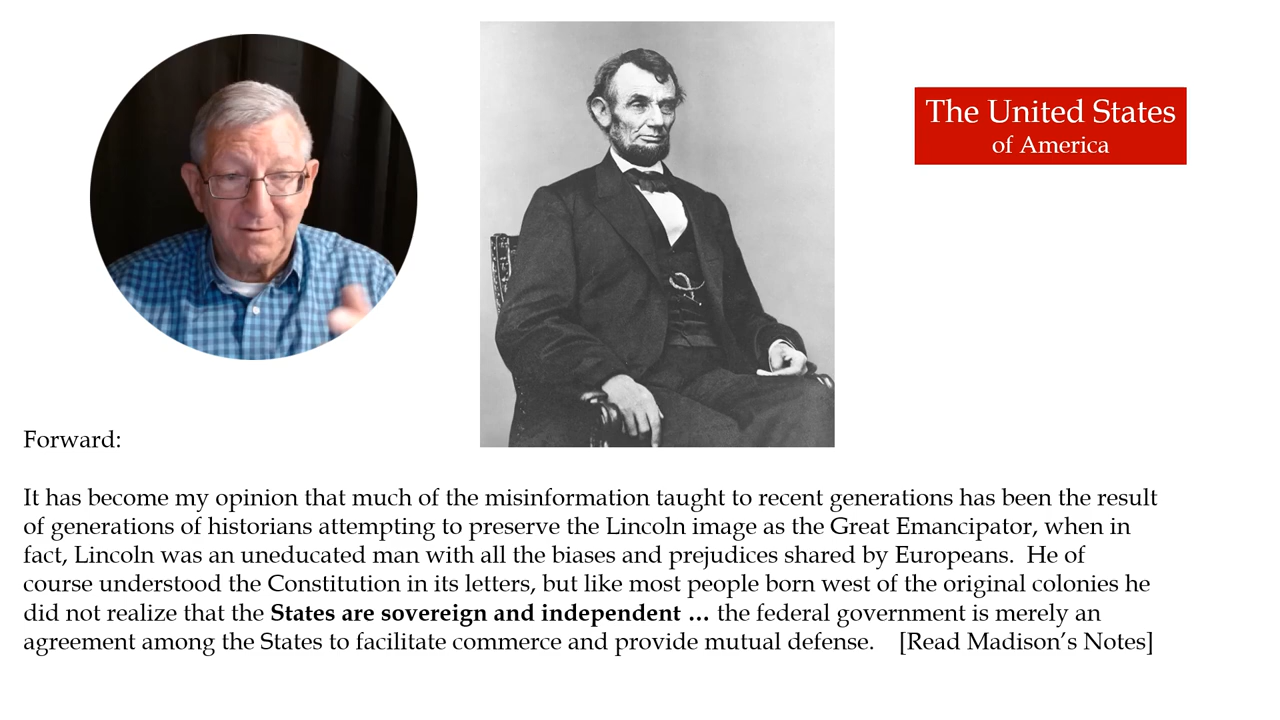 The United States
of America
Forward:
It has become my opinion that much of the misinformation taught to recent generations has been the result
of generations of historians attempting to preserve the Lincoln image as the Great Emancipator, when in
fact, Lincoln was an uneducated man with all the biases and prejudices shared by Europeans.  He of
course understood the Constitution in its letters, but like most people born west of the original colonies he
did not realize that the States are sovereign and independent … the federal government is merely an
agreement among the States to facilitate commerce and provide mutual defense.    [Read Madison’s Notes]